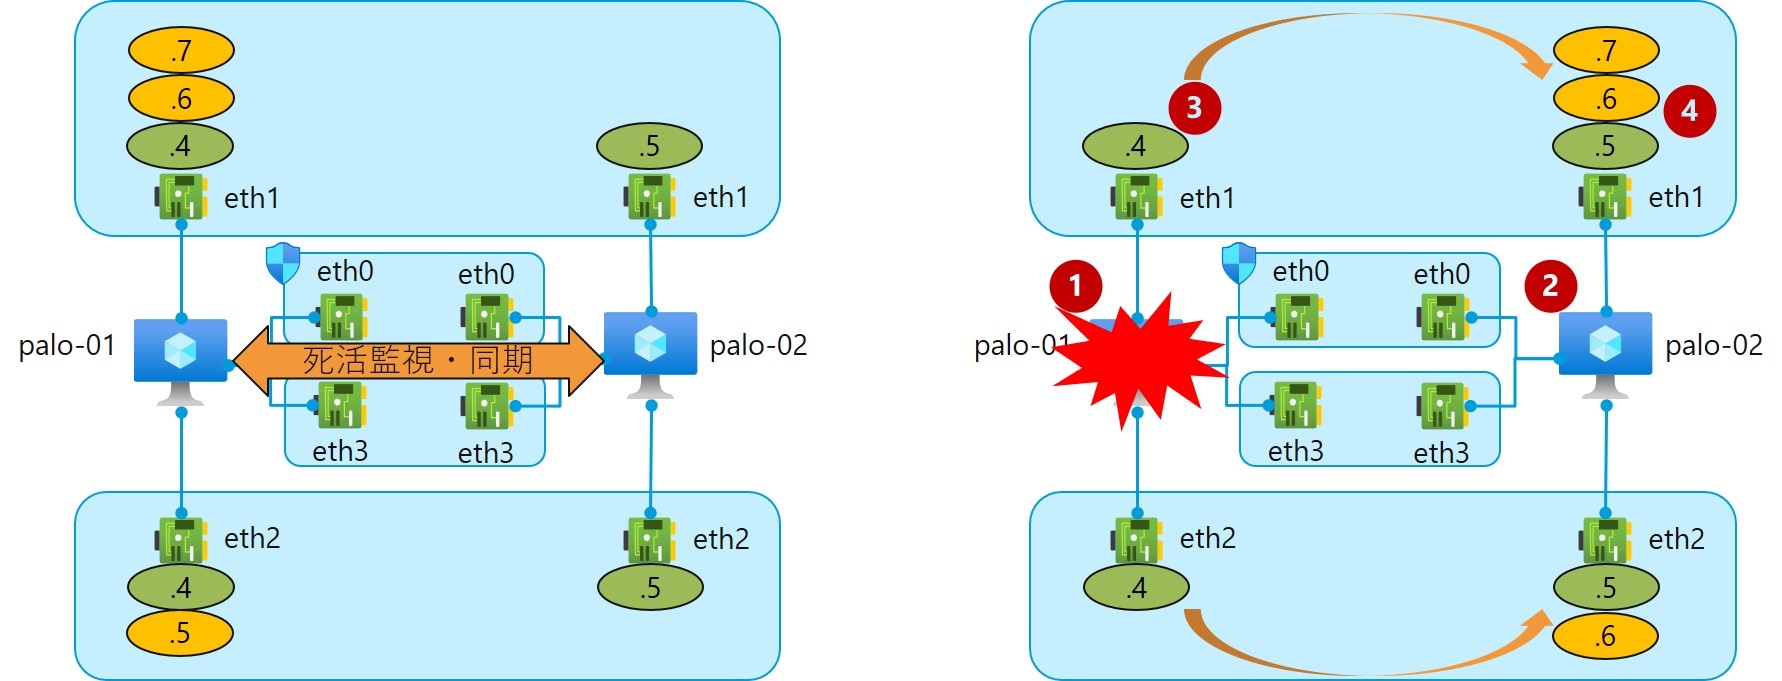 .7
.6
.4
eth1
.5
eth1
eth0
eth0
palo-01
死活監視・同期
palo-02
eth3
eth3
eth2
.4
.5
eth2
.5
3
.4
eth1
.7
.6
4
.5
eth1
1
eth0
eth0
2
palo-01
palo-02
eth3
eth3
eth2
.4
eth2
.5
.6